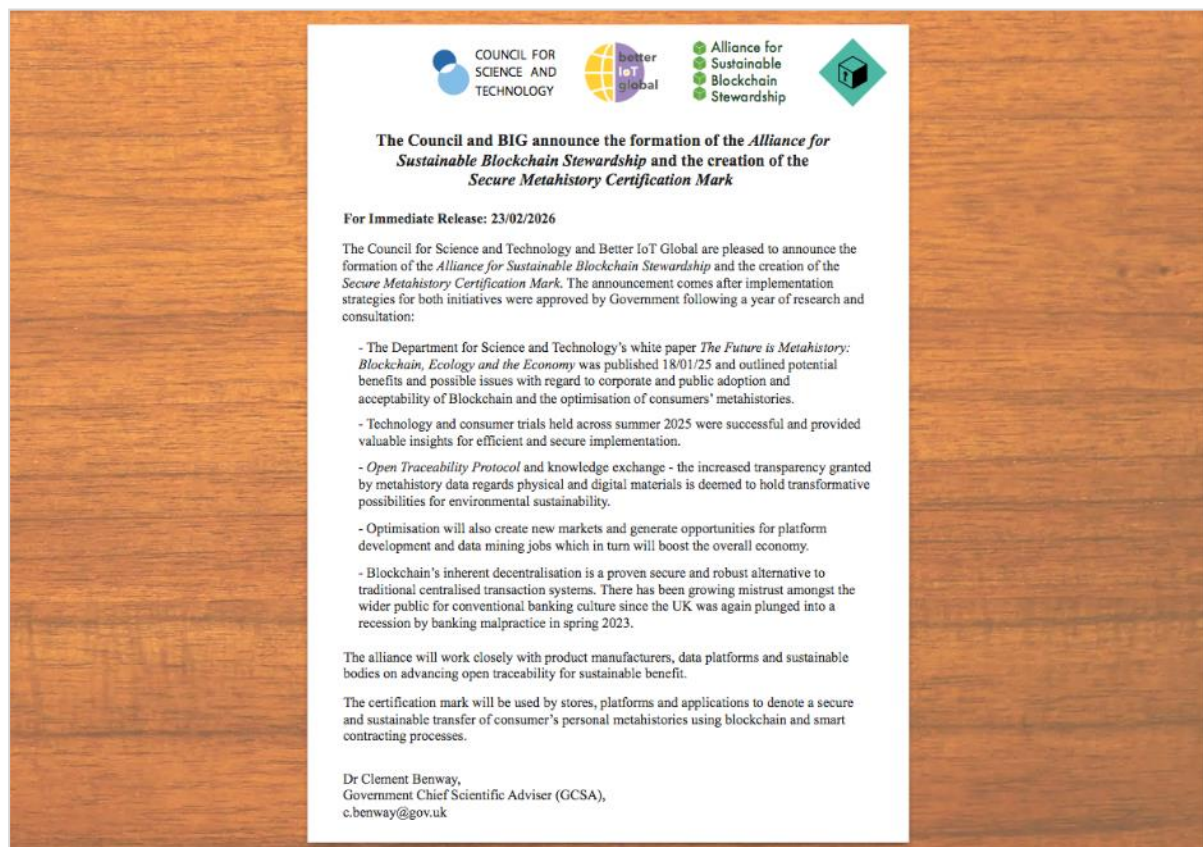 COUNCIL FOR
SCIENCE AND
TECHNOLOGY
better
IoT
global
Alliance for
Sustainable
Blockchain
Stewardship
The Council and BIG announce the formation of the Alliance for
Sustainable Blockchain Stewardship and the creation of the
Secure Metahistory Certification Mark
For Immediate Release: 23/02/2026
The Council for Science and Technology and Better IoT Global are pleased to announce the
formation of the Alliance for Sustainable Blockchain Stewardship and the creation of the
Secure Metahistory Certification Mark. The announcement comes after implementation
strategies for both initiatives were approved by Government following a year of research and
consultation:
- The Department for Science and Technology's white paper The Future is Metahistory:
Blockchain, Ecology and the Economy was published 18/01/25 and outlined potential
benefits and possible issues with regard to corporate and public adoption and
acceptability of Blockchain and the optimisation of consumers' metahistories.
- Technology and consumer trials held across summer 2025 were successful and provided
valuable insights for efficient and secure implementation.
- Open Traceability Protocol and knowledge exchange - the increased transparency granted
by metahistory data regards physical and digital materials is deemed to hold transformative
possibilities for environmental sustainability.
- Optimisation will also create new markets and generate opportunities for platform
development and data mining jobs which in turn will boost the overall economy.
- Blockchain's inherent decentralisation is a proven secure and robust alternative to
traditional centralised transaction systems. There has been growing mistrust amongst the
wider public for conventional banking culture since the UK was again plunged into a
recession by banking malpractice in spring 2023.
The alliance will work closely with product manufacturers, data platforms and sustainable
bodies on advancing open traceability for sustainable benefit.
The certification mark will be used by stores, platforms and applications to denote a secure
and sustainable transfer of consumer's personal metahistories using blockchain and smart
contracting processes.
Dr Clement Benway,
Government Chief Scientific Adviser (GCSA),
c.benway@gov.uk